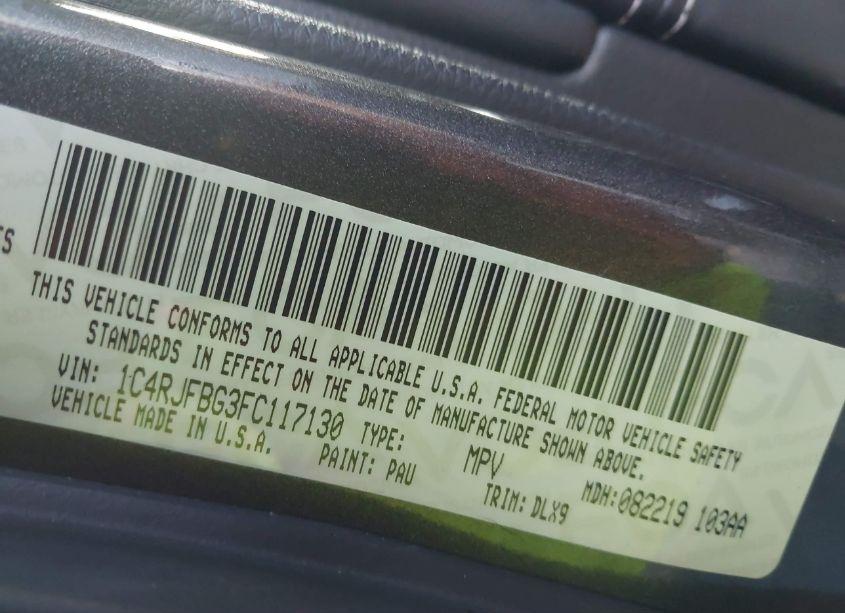 TS
THIS VEHICLE CONFORMS TO ALL APPLICABLE U.S.A. FEDERAL MOTOR VEHICLE SAFETY
STANDARDS IN EFFECT ON THE DATE OF MANUFACTURE SHOWN ABOVE.
VIN: 1C4RJFBG3FC117130 TYPE: MPV MDH:082219 103AA
VEHICLE MADE IN U.S.A. PAINT: PAU TRIM: DLX9